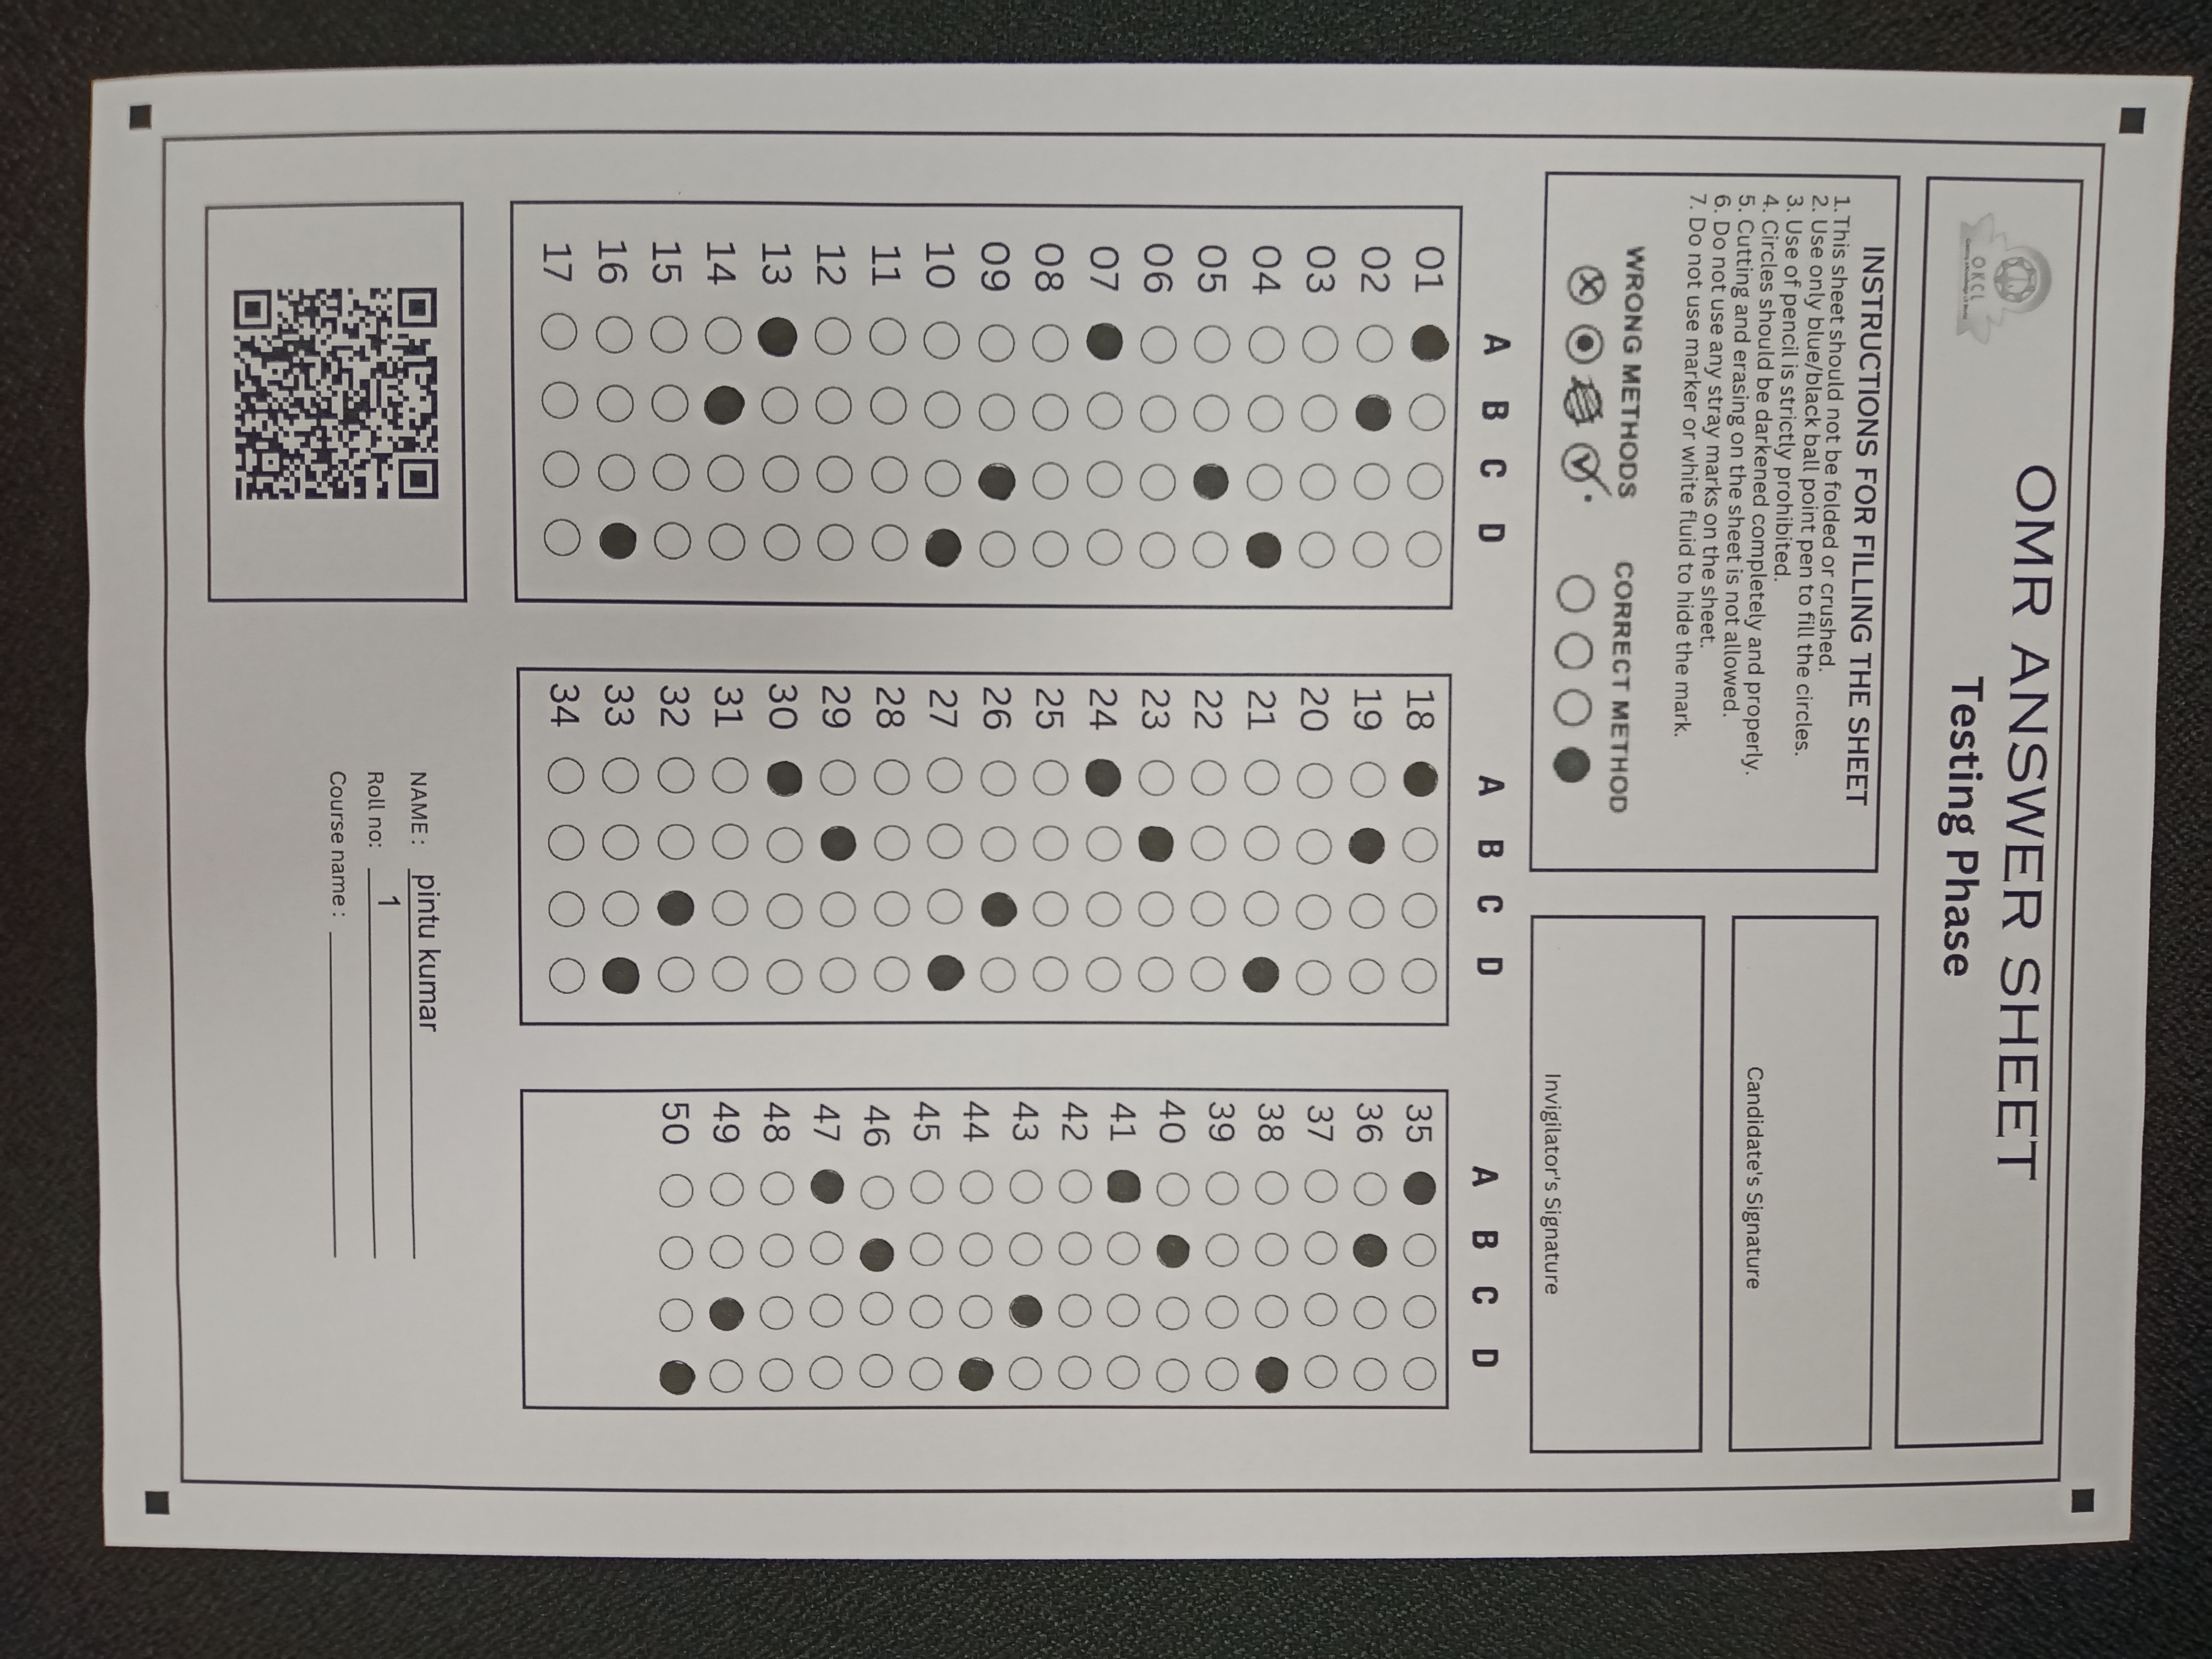 OMR ANSWER SHEET
Testing Phase
OKCL
INSTRUCTIONS FOR FILLING THE SHEET
1.This sheet should not be folded or crushed.
2. Use only blue/black ball point pen to fill the circles.
3. Use of pencil is strictly prohibited.
4. Circles should be darkened completely and properly.
5. Cutting and erasing on the sheet is not allowed.
6. Do not use any stray marks on the sheet.
7. Do not use marker or white fluid to hide the mark.
WRONG METHODS CORRECT METHOD
Candidate's Signature
Invigilator's Signature
A B C D
01
02
03
04
05
06
07
08
09
10
11
12
13
14
15
16
17
A B C D
18
19
20
21
22
23
24
25
26
27
28
29
30
31
32
33
34
A B C D
35
36
37
38
39
40
41
42
43
44
45
46
47
48
49
50
NAME : pintu kumar
Roll no: 1
Course name :